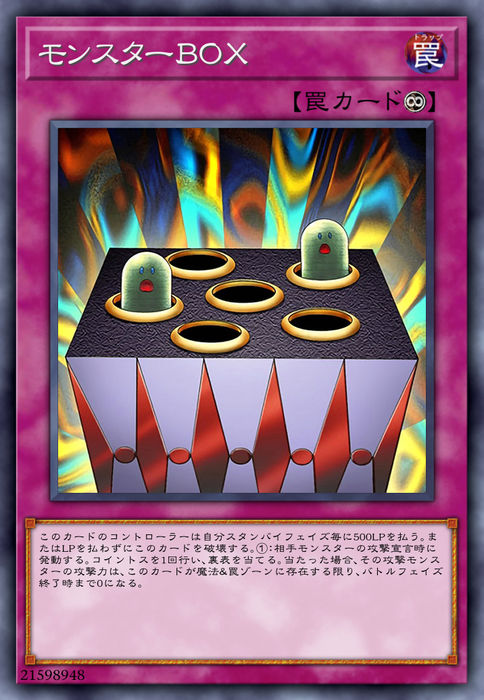 モンスターBOX
トラップ
罠
【罠カード♾】
このカードのコントローラーは自分スタンバイフェイズ毎に500LPを払う。ま
たはLPを払わずにこのカードを破壊する。①:相手モンスターの攻撃宣言時に
発動する。コイントスを1回行い、裏表を当てる。当たった場合、その攻撃モン
スターの攻撃力は、このカードが魔法&罠ゾーンに存在する限り、バトルフェイズ
終了時まで0になる。
21598948